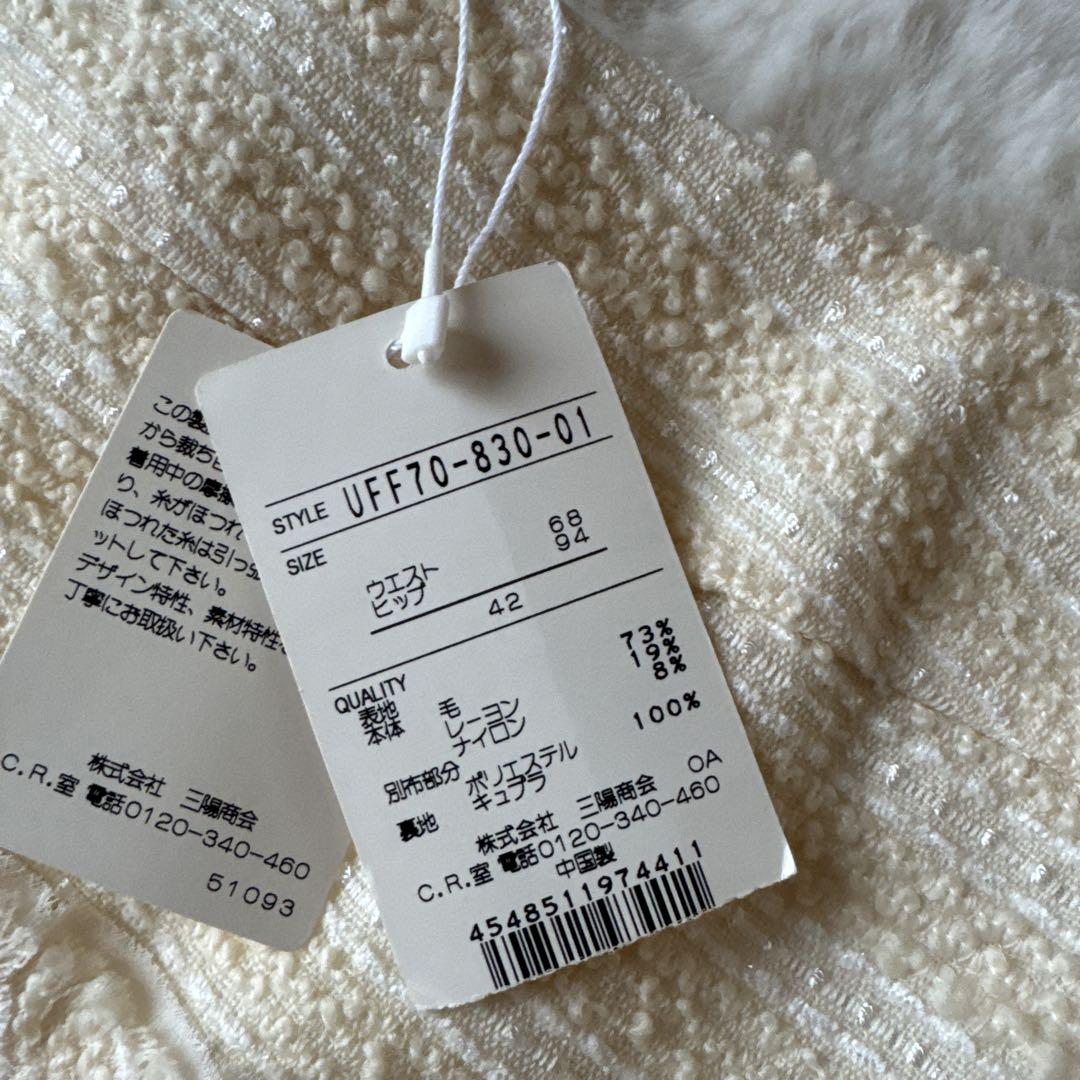 STYLE UFF70-830-01
SIZE
ウエスト 68
ヒップ 94
42
QUALITY
表地 毛 73%
本体 レーヨン 19%
ナイロン 8%
別布部分 ポリエステル 100%
裏地 キュプラ
株式会社 三陽商会 OA
C.R.室 電話0120-340-460
中国製
4548511974411
この製
から裁ち
着用中の摩擦
り、糸がほつれ
ほつれた糸は引っ張
ットして下さい。
デザイン特性、素材特性
丁寧にお取扱い下さい。
株式会社 三陽商会
C.R.室 電話0120-340-460
51093